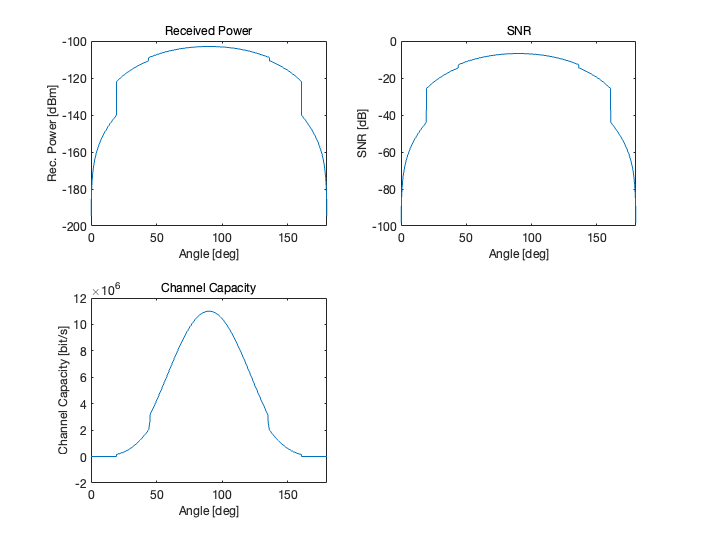 Received Power
-100
-120
-140
-160
-180
-200
Rec. Power [dBm]
0 50 100 150
Angle [deg]
SNR
0
-20
-40
-60
-80
-100
SNR [dB]
0 50 100 150
Angle [deg]
Channel Capacity
×10⁶
12
10
8
6
4
2
0
-2
Channel Capacity [bit/s]
0 50 100 150
Angle [deg]